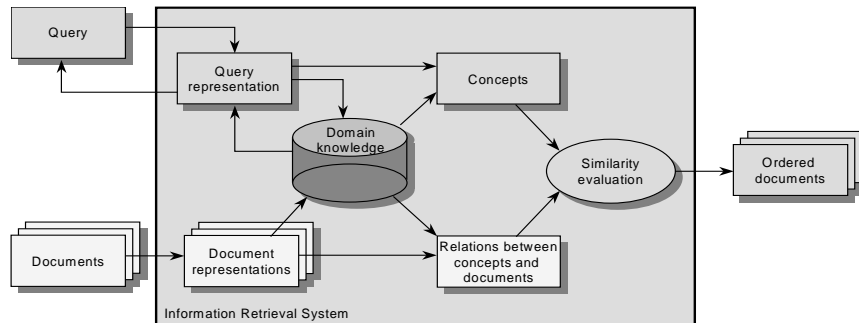 Query
Query
representation
Concepts
Domain
knowledge
Similarity
evaluation
Ordered
documents
Documents
Document
representations
Relations between
concepts and
documents
Information Retrieval System